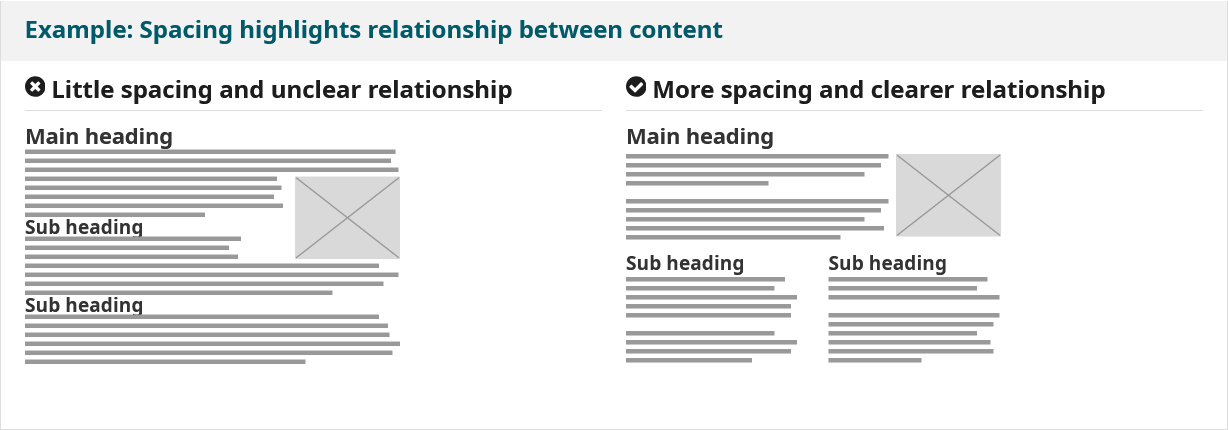 Example: Spacing highlights relationship between content
Little spacing and unclear relationship
Main heading
Sub heading
Sub heading
More spacing and clearer relationship
Main heading
Sub heading
Sub heading